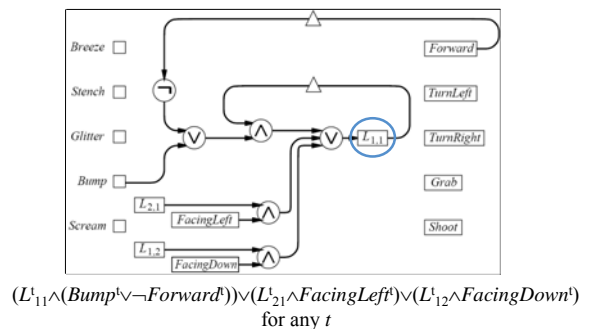 Breeze
Forward
Stench
TurnLeft
¬
Glitter
∨
∧
∨
L1,1
TurnRight
Bump
Grab
L2,1
FacingLeft
∧
Scream
Shoot
L1,2
FacingDown
∧
(Lᵗ₁₁∧(Bumpᵗ∨¬Forwardᵗ))∨(Lᵗ₂₁∧FacingLeftᵗ)∨(Lᵗ₁₂∧FacingDownᵗ)
for any t